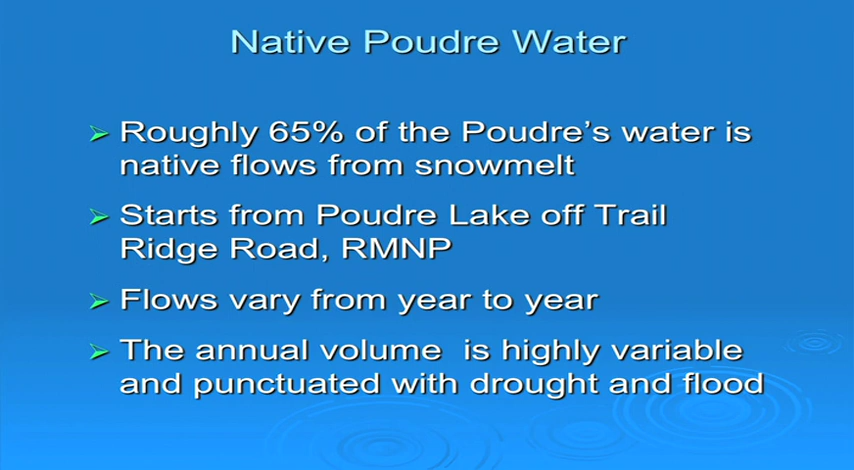 Native Poudre Water
➢ Roughly 65% of the Poudre's water is
native flows from snowmelt
➢ Starts from Poudre Lake off Trail
Ridge Road, RMNP
➢ Flows vary from year to year
➢ The annual volume  is highly variable
and punctuated with drought and flood